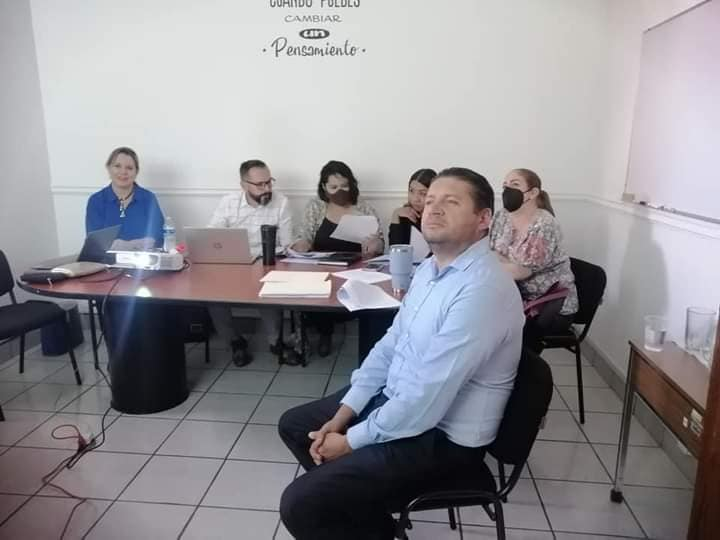 CUANDO PUEDES
CAMBIAR
un
• Pensamiento •